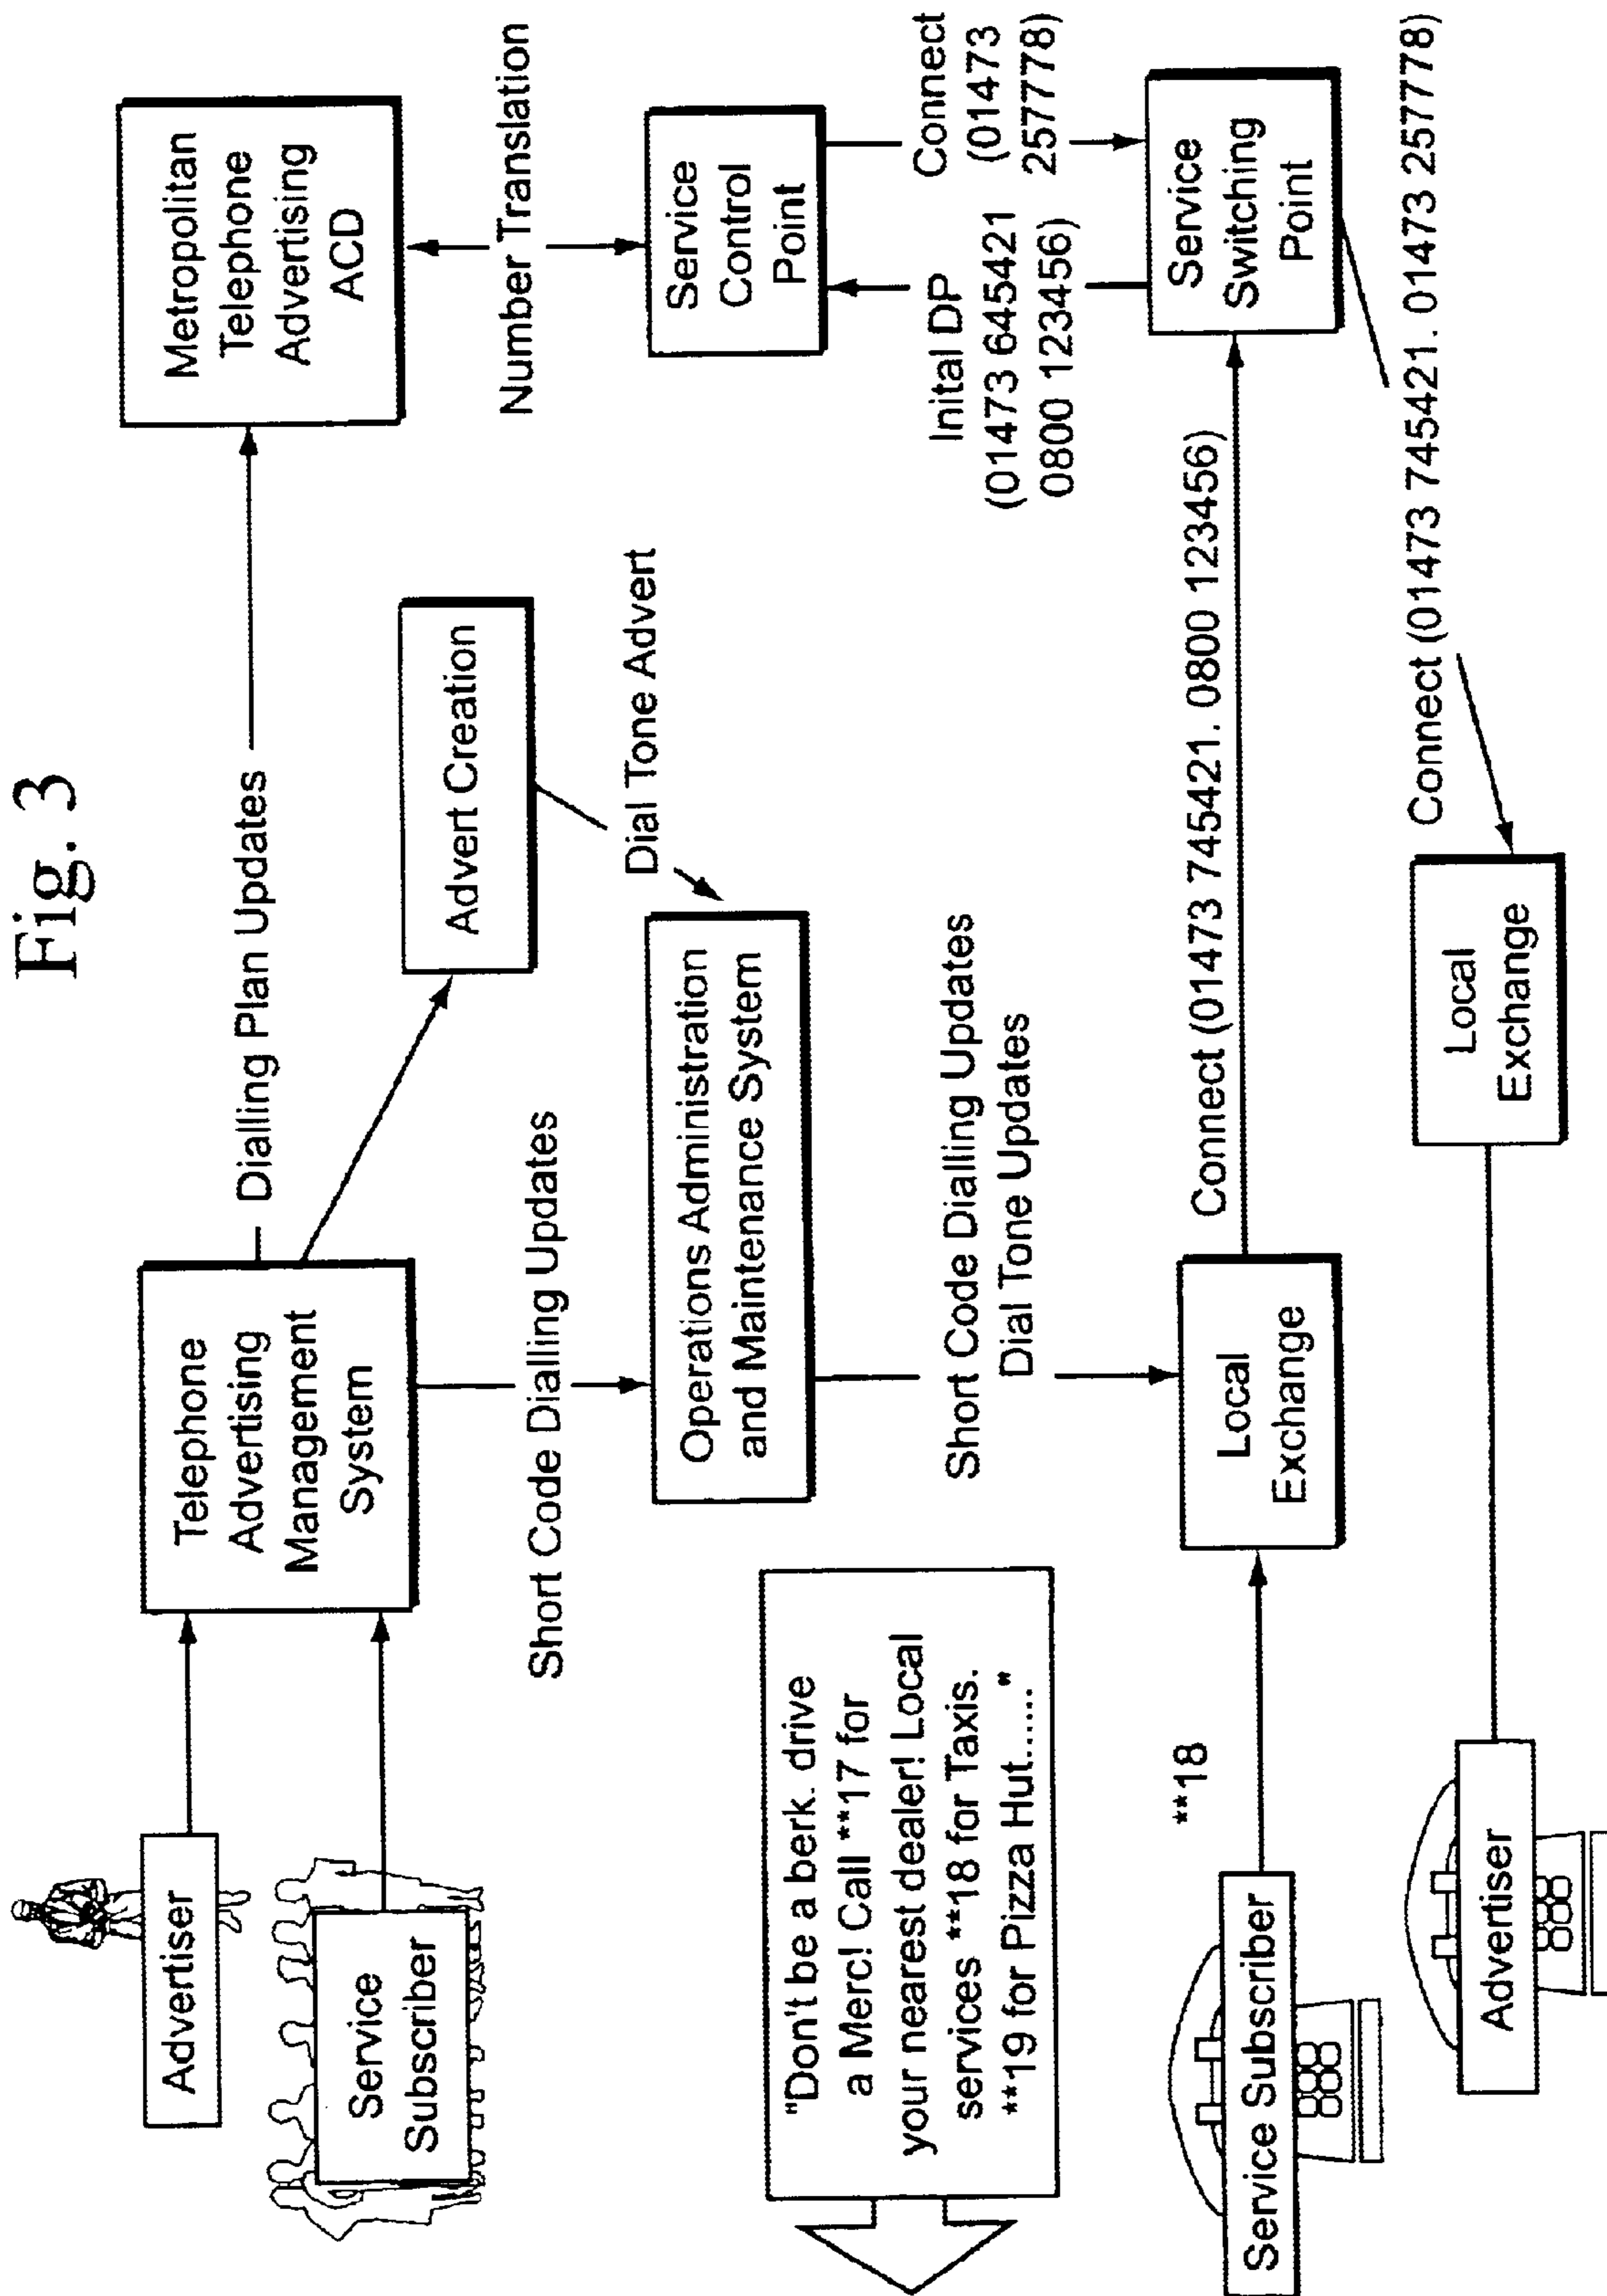 Fig. 3
Advertiser
Service
Subscriber
Telephone
Advertising
Management
System
Dialling Plan Updates
Metropolitan
Telephone
Advertising
ACD
Advert Creation
Dial Tone Advert
Short Code Dialling Updates
Number Translation
Operations Administration
and Maintenance System
Service
Control
Point
"Don't be a berk. drive
a Merc! Call **17 for
your nearest dealer! Local
services **18 for Taxis.
**19 for Pizza Hut......"
Short Code Dialling Updates
Dial Tone Updates
Inital DP
(01473 645421
0800 123456)
Connect
(01473
257778)
**18
Service Subscriber
Local
Exchange
Connect (01473 745421. 0800 123456)
Service
Switching
Point
Connect (01473 745421. 01473 257778)
Advertiser
Local
Exchange